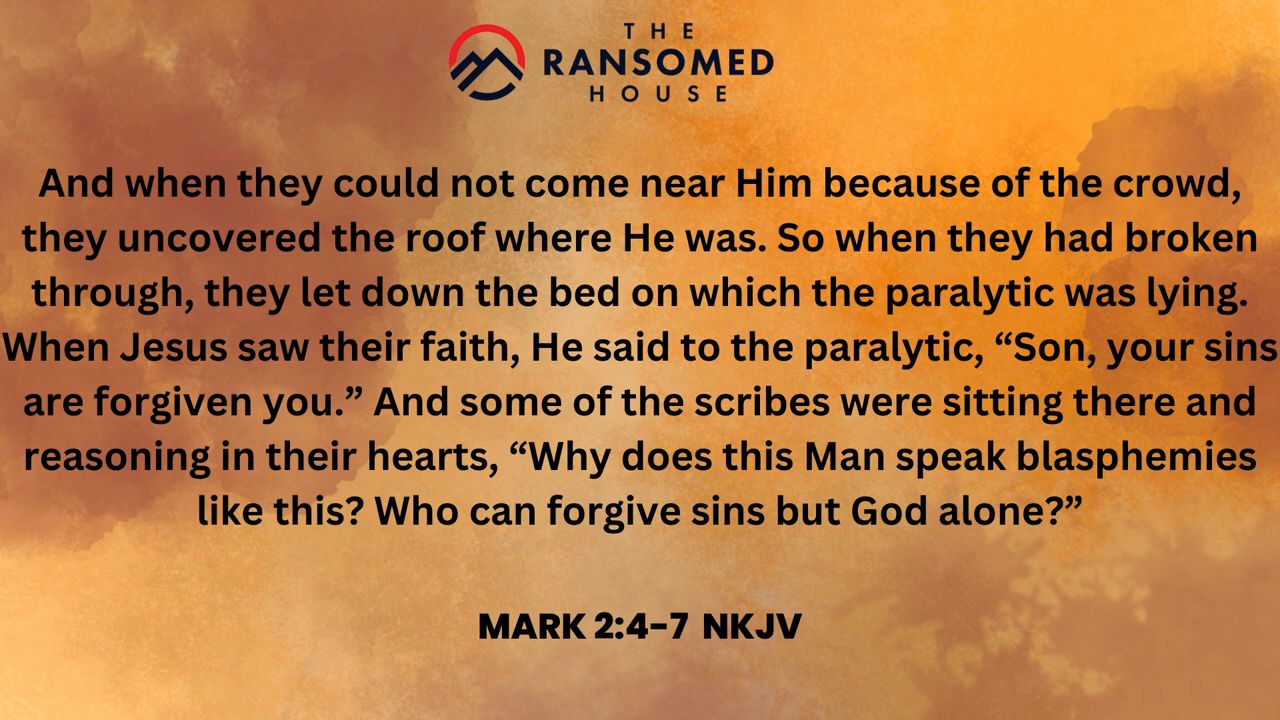 THE
RANSOMED
HOUSE
And when they could not come near Him because of the crowd,
they uncovered the roof where He was. So when they had broken
through, they let down the bed on which the paralytic was lying.
When Jesus saw their faith, He said to the paralytic, “Son, your sins
are forgiven you.” And some of the scribes were sitting there and
reasoning in their hearts, “Why does this Man speak blasphemies
like this? Who can forgive sins but God alone?”
MARK 2:4-7 NKJV